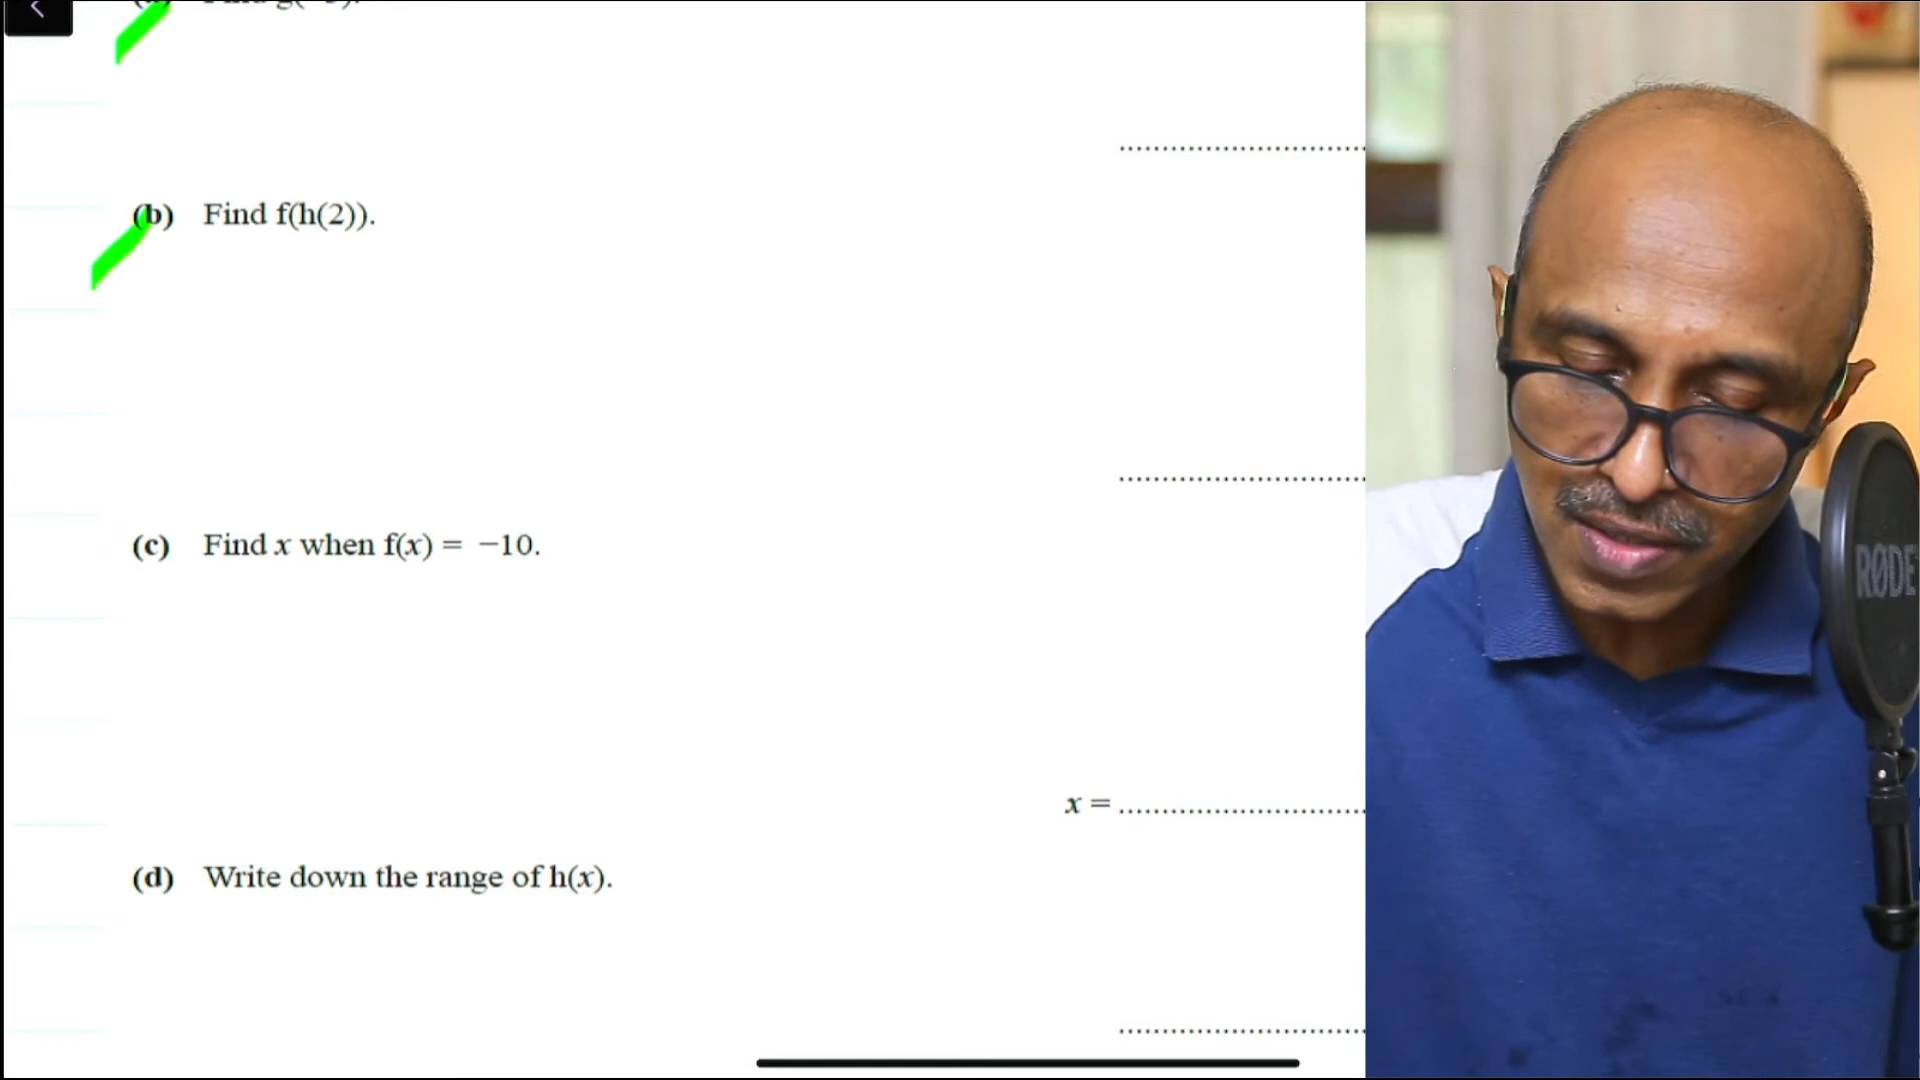 (b) Find f(h(2)).
(c) Find x when f(x) = −10.
x =
(d) Write down the range of h(x).
RØDE